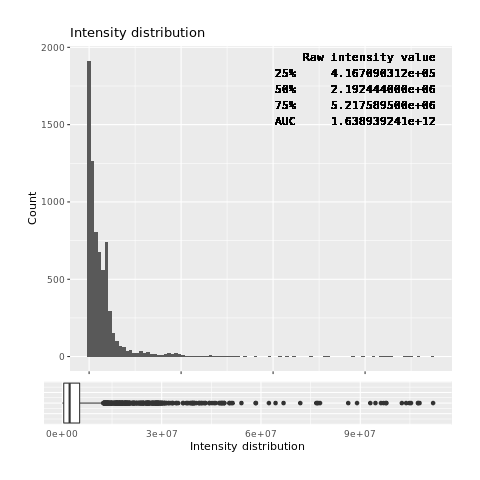 Intensity distribution
Raw intensity value
25% 4.167090312e+05
50% 2.192444000e+06
75% 5.217589500e+06
AUC 1.638939241e+12
2000
1500
1000
500
0
Count
0e+00 3e+07 6e+07 9e+07
Intensity distribution